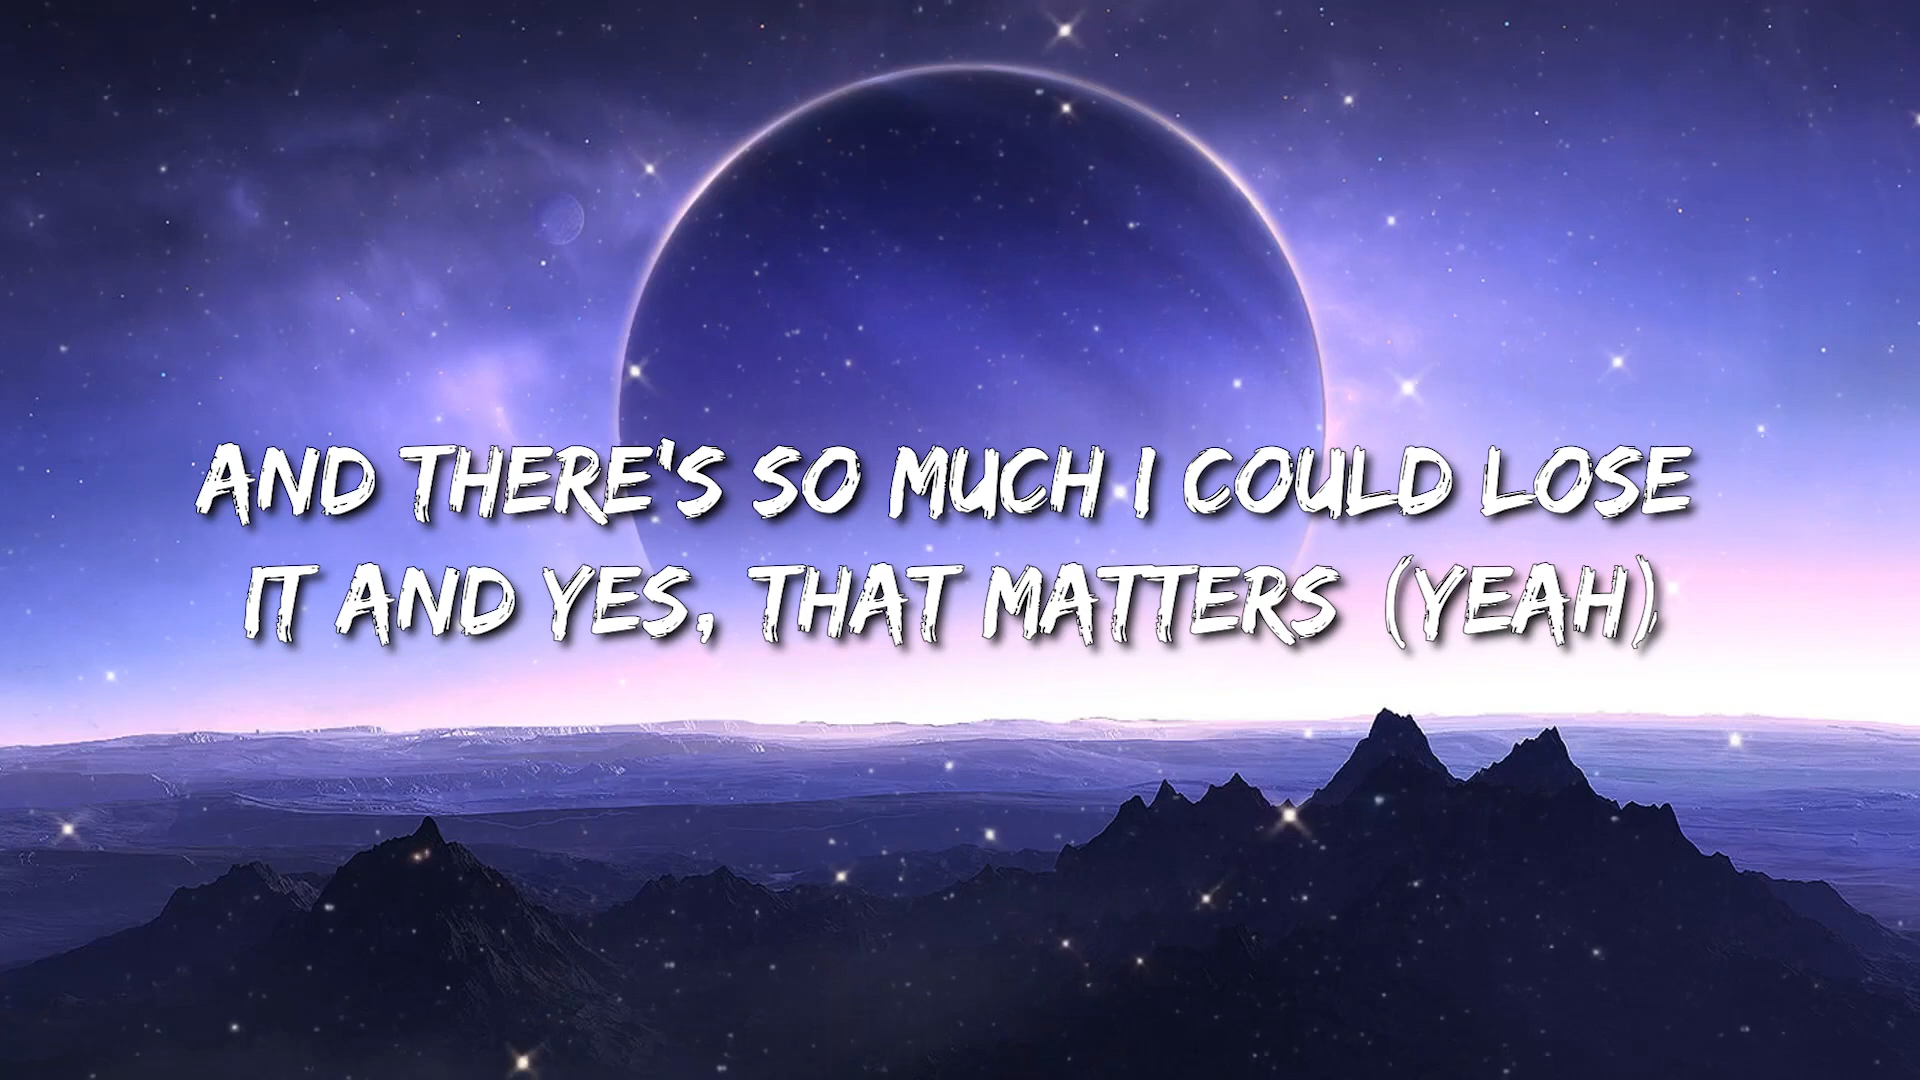 AND THERE'S SO MUCH I COULD LOSE
IT AND YES, THAT MATTERS (YEAH)